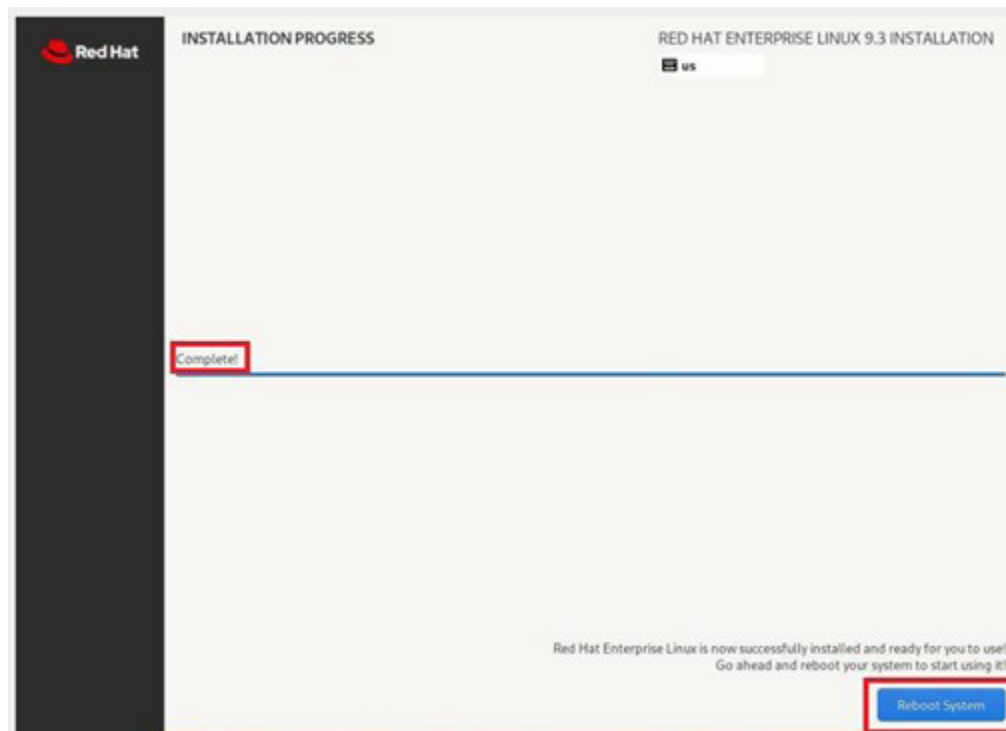 Red Hat
INSTALLATION PROGRESS
RED HAT ENTERPRISE LINUX 9.3 INSTALLATION
us
Complete!
Red Hat Enterprise Linux is now successfully installed and ready for you to use!
Go ahead and reboot your system to start using it!
Reboot System